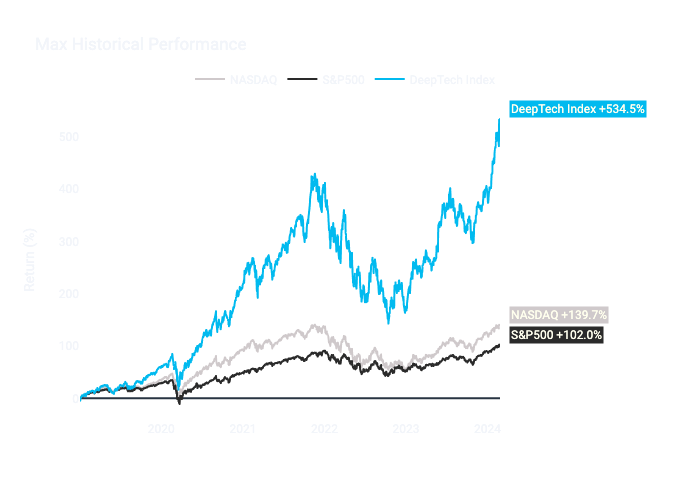 Max Historical Performance
NASDAQ S&P500 DeepTech Index
DeepTech Index +534.5%
500
400
300
Return (%)
200
NASDAQ +139.7%
S&P500 +102.0%
100
0
2020 2021 2022 2023 2024